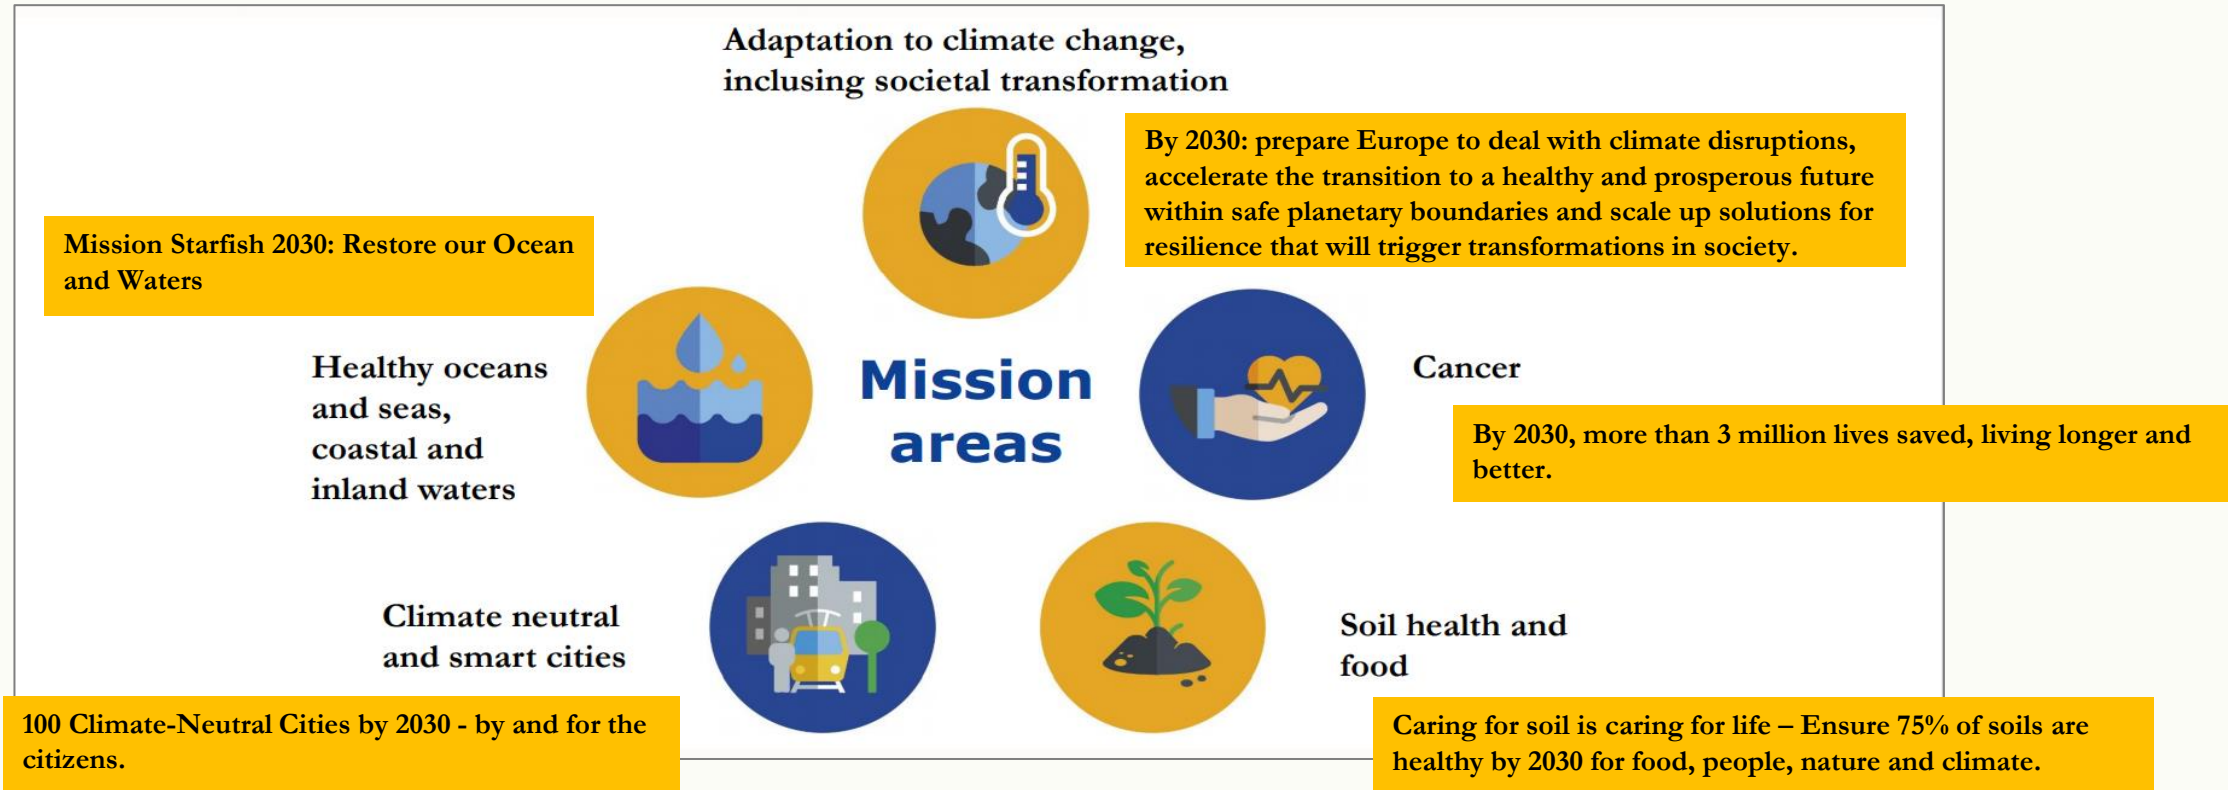 Adaptation to climate change,
inclusing societal transformation
By 2030: prepare Europe to deal with climate disruptions,
accelerate the transition to a healthy and prosperous future
within safe planetary boundaries and scale up solutions for
resilience that will trigger transformations in society.
Mission Starfish 2030: Restore our Ocean
and Waters
Healthy oceans
and seas,
coastal and
inland waters
Mission
areas
Cancer
By 2030, more than 3 million lives saved, living longer and
better.
Climate neutral
and smart cities
100 Climate-Neutral Cities by 2030 - by and for the
citizens.
Soil health and
food
Caring for soil is caring for life – Ensure 75% of soils are
healthy by 2030 for food, people, nature and climate.